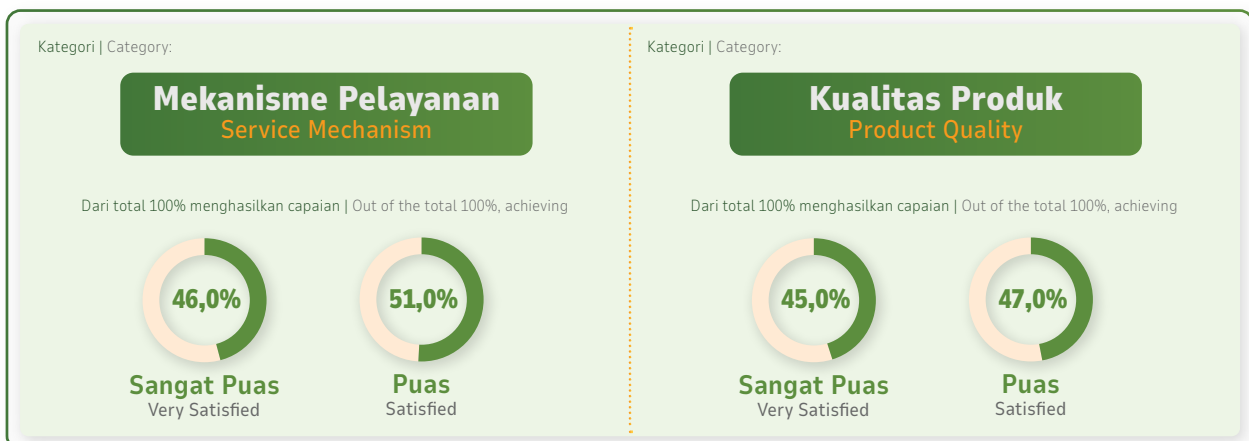 Kategori | Category:
Mekanisme Pelayanan
Service Mechanism
Dari total 100% menghasilkan capaian | Out of the total 100%, achieving
46,0%
Sangat Puas
Very Satisfied
51,0%
Puas
Satisfied
Kategori | Category:
Kualitas Produk
Product Quality
Dari total 100% menghasilkan capaian | Out of the total 100%, achieving
45,0%
Sangat Puas
Very Satisfied
47,0%
Puas
Satisfied